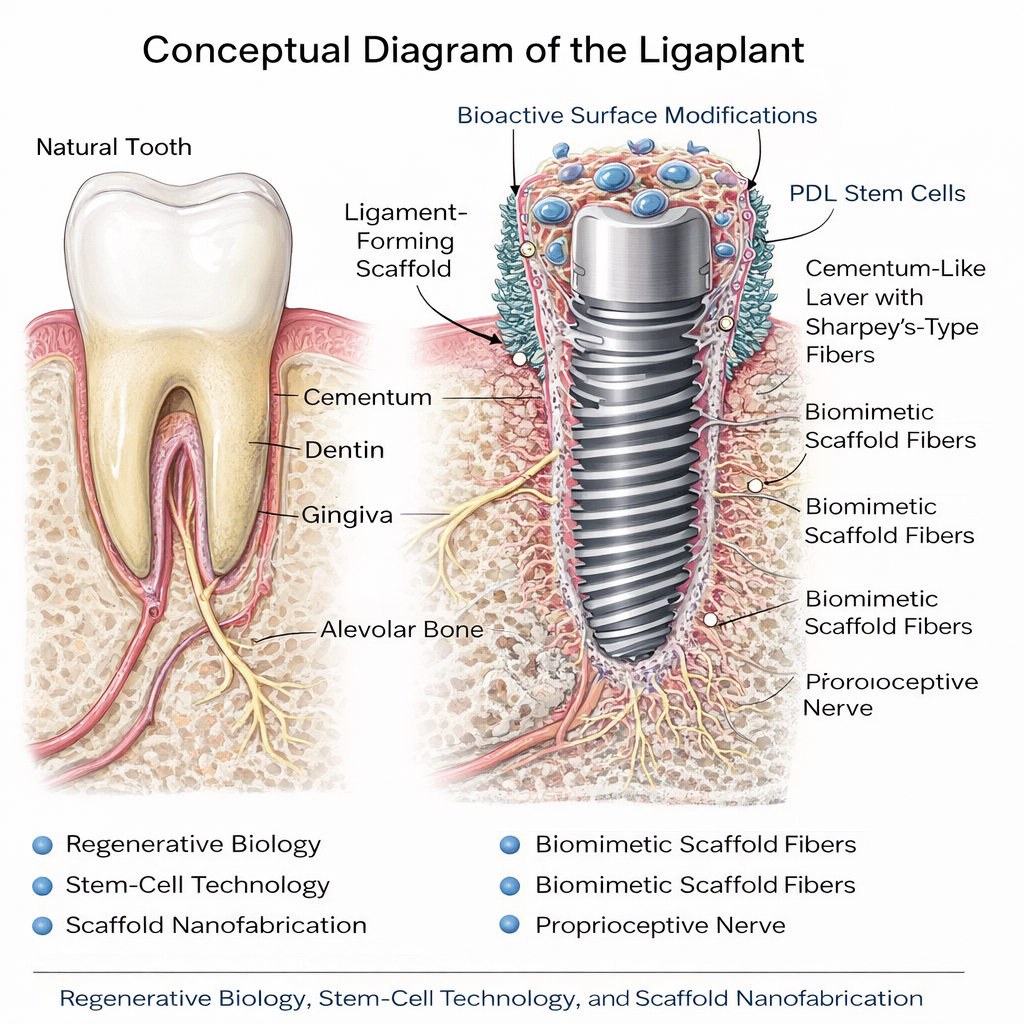 Conceptual Diagram of the Ligaplant
Bioactive Surface Modifications
Natural Tooth
PDL Stem Cells
Ligament-
Forming
Scaffold
Cementum-Like
Laver with
Sharpey's-Type
Fibers
Cementum
Biomimetic
Scaffold Fibers
Dentin
Gingiva
Biomimetic
Scaffold Fibers
Biomimetic
Scaffold Fibers
Alevolar Bone
Proroıoceptive
Nerve
Regenerative Biology
Stem-Cell Technology
Scaffold Nanofabrication
Biomimetic Scaffold Fibers
Biomimetic Scaffold Fibers
Proprioceptive Nerve
Regenerative Biology, Stem-Cell Technology, and Scaffold Nanofabrication